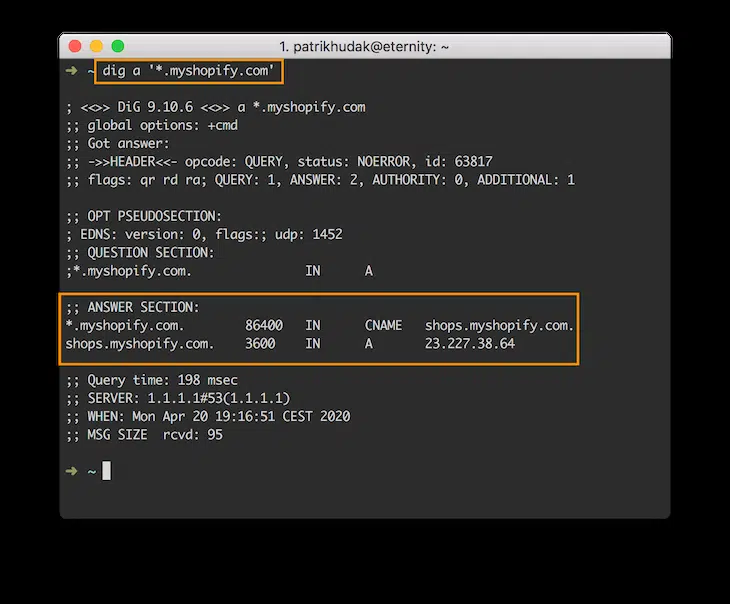 1. patrikhudak@eternity: ~
➜ ~ dig a '*.myshopify.com'
; <<>> DiG 9.10.6 <<>> a *.myshopify.com
;; global options: +cmd
;; Got answer:
;; ->>HEADER<<- opcode: QUERY, status: NOERROR, id: 63817
;; flags: qr rd ra; QUERY: 1, ANSWER: 2, AUTHORITY: 0, ADDITIONAL: 1
;; OPT PSEUDOSECTION:
; EDNS: version: 0, flags:; udp: 1452
;; QUESTION SECTION:
;*.myshopify.com. IN A
;; ANSWER SECTION:
*.myshopify.com. 86400 IN CNAME shops.myshopify.com.
shops.myshopify.com. 3600 IN A 23.227.38.64
;; Query time: 198 msec
;; SERVER: 1.1.1.1#53(1.1.1.1)
;; WHEN: Mon Apr 20 19:16:51 CEST 2020
;; MSG SIZE rcvd: 95
➜ ~